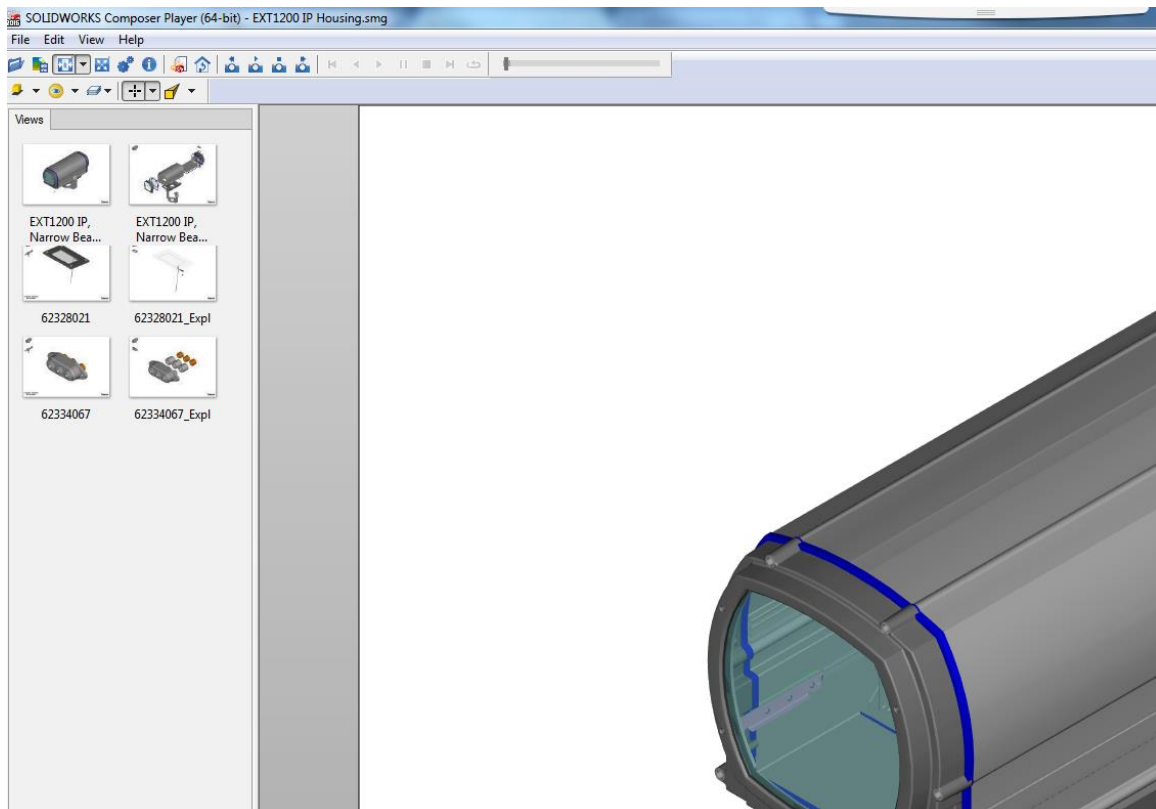 SOLIDWORKS Composer Player (64-bit) - EXT1200 IP Housing.smg
File Edit View Help
Views
EXT1200 IP, EXT1200 IP,
Narrow Bea... Narrow Bea...
62328021 62328021_Expl
62334067 62334067_Expl